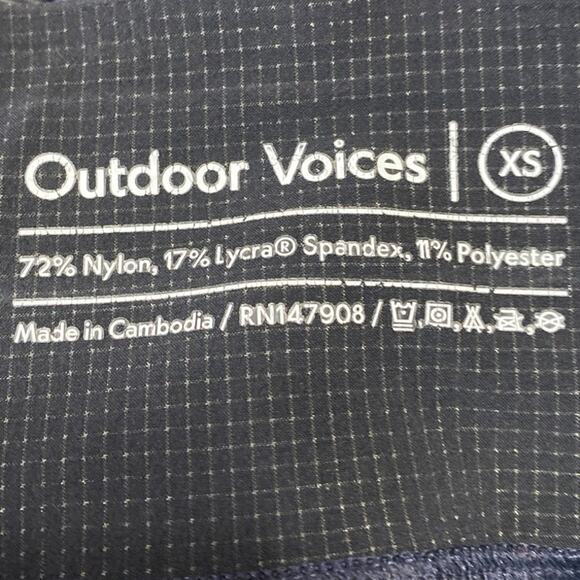 Outdoor Voices | XS
72% Nylon, 17% Lycra® Spandex, 11% Polyester
Made in Cambodia / RN147908 /